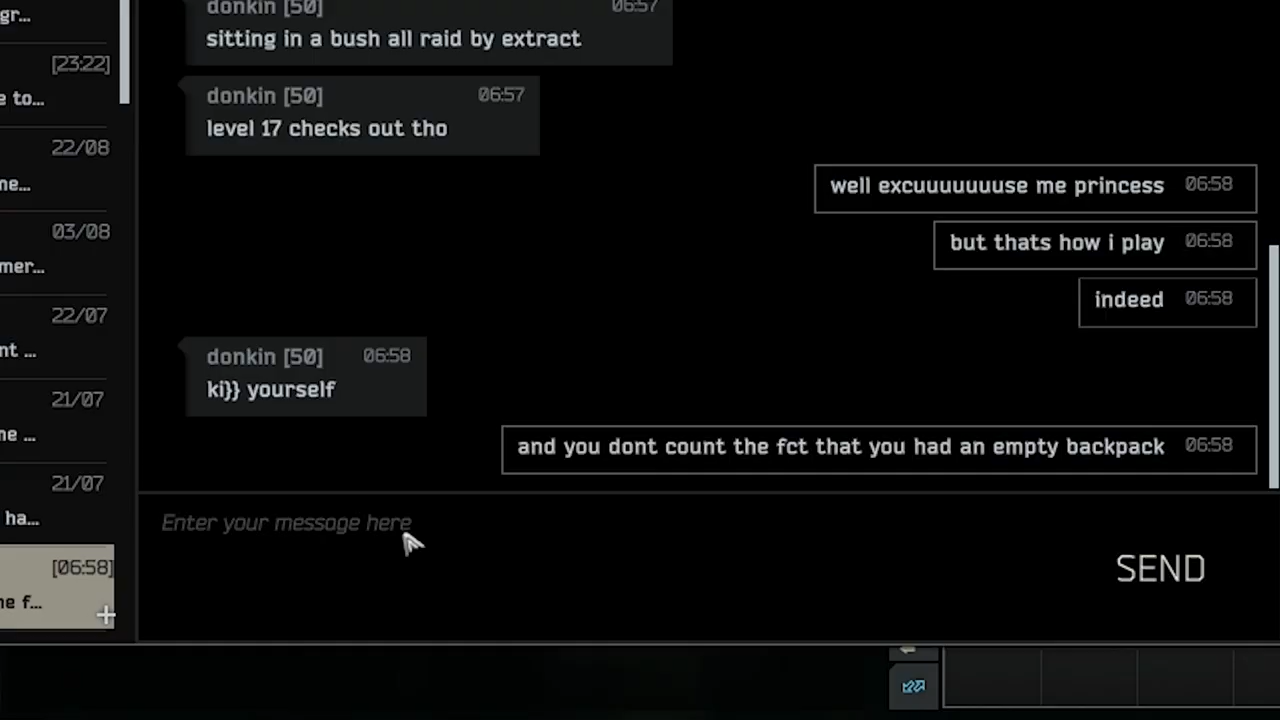 gr...
[23:22]
e to...
22/08
ne...
03/08
mer...
22/07
nt ...
21/07
ne ...
21/07
ha...
[06:58]
ne f...
donkin [50] 06:57
sitting in a bush all raid by extract
donkin [50] 06:57
level 17 checks out tho
well excuuuuuuuse me princess 06:58
but thats how i play 06:58
indeed 06:58
donkin [50] 06:58
ki}} yourself
and you dont count the fct that you had an empty backpack 06:58
Enter your message here
SEND